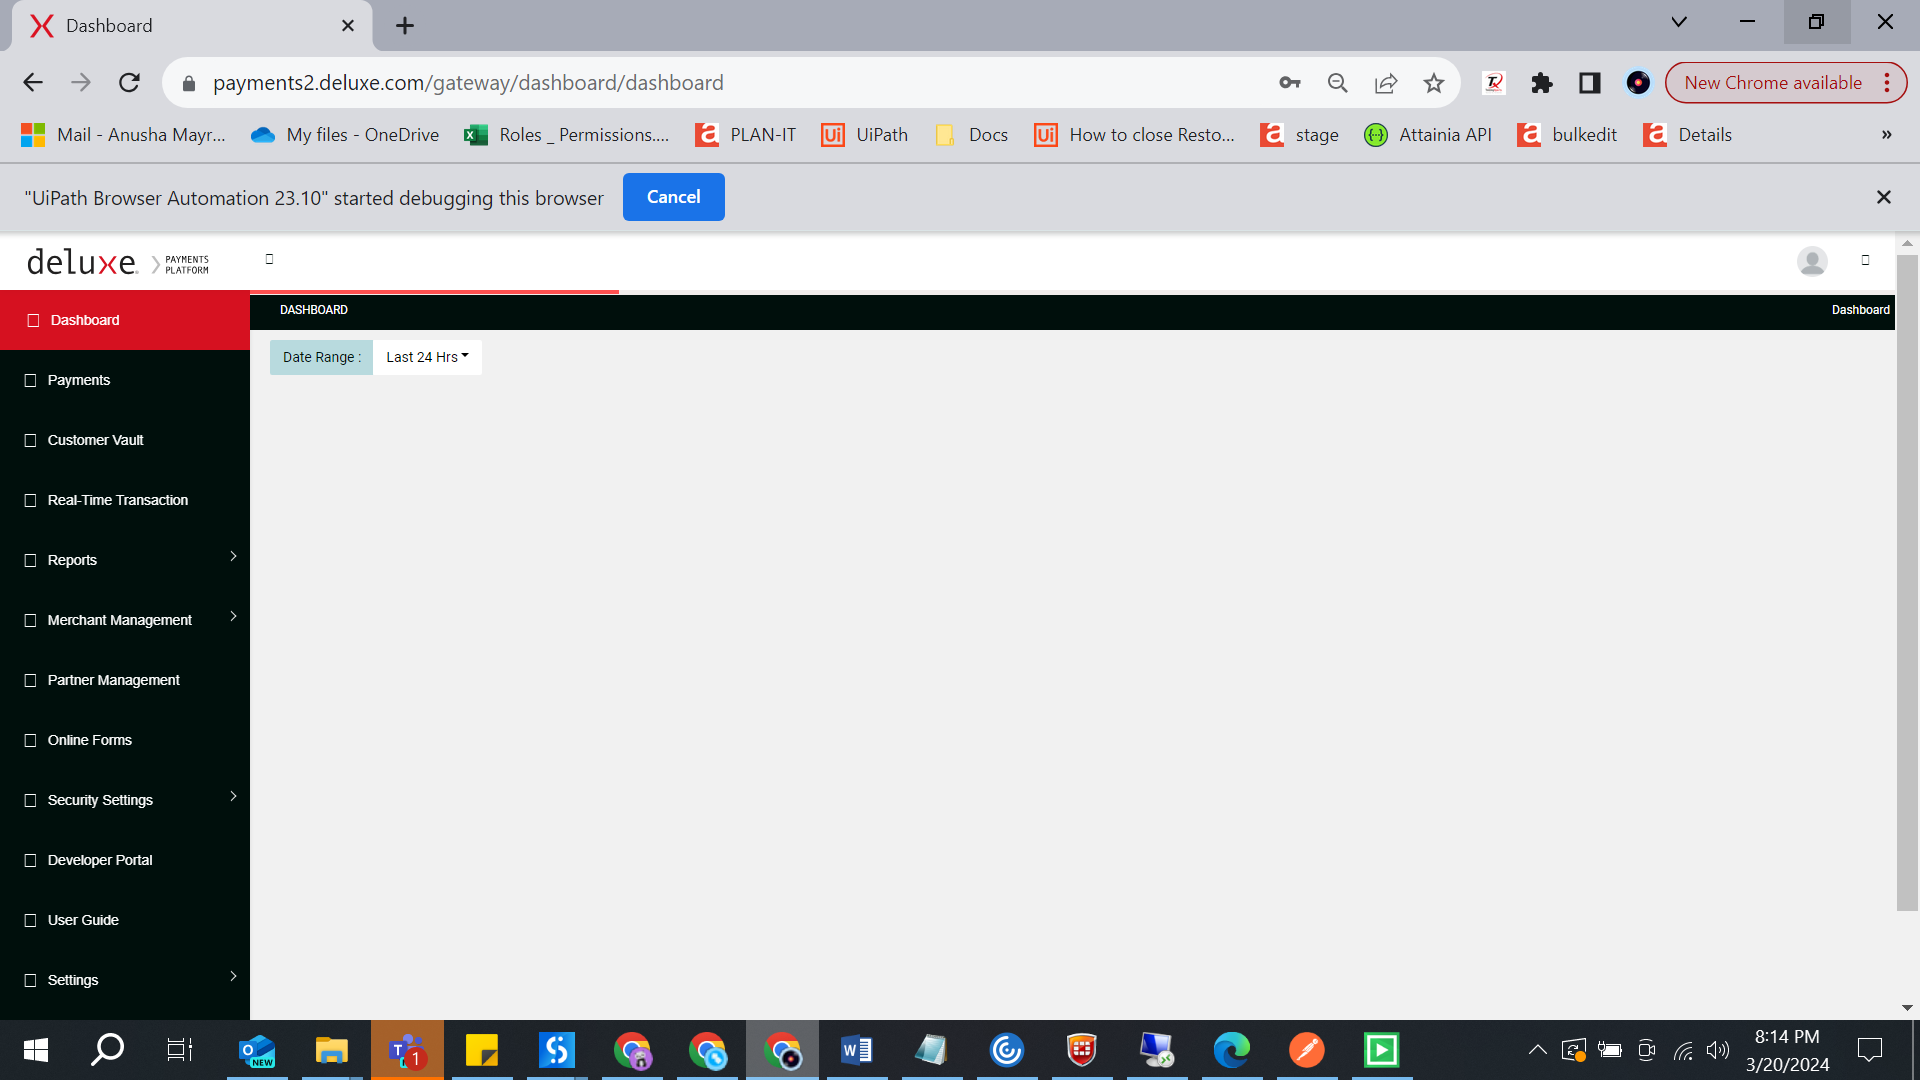 Dashboard
payments2.deluxe.com/gateway/dashboard/dashboard
New Chrome available
Mail - Anusha Mayr...
My files - OneDrive
Roles _ Permissions....
PLAN-IT
UiPath
Docs
How to close Resto...
stage
Attainia API
bulkedit
Details
»
"UiPath Browser Automation 23.10" started debugging this browser
Cancel
deluxe.
PAYMENTS
PLATFORM
Dashboard
DASHBOARD
Dashboard
Date Range :
Last 24 Hrs
Payments
Customer Vault
Real-Time Transaction
Reports
Merchant Management
Partner Management
Online Forms
Security Settings
Developer Portal
User Guide
Settings
NEW
1
8:14 PM
3/20/2024